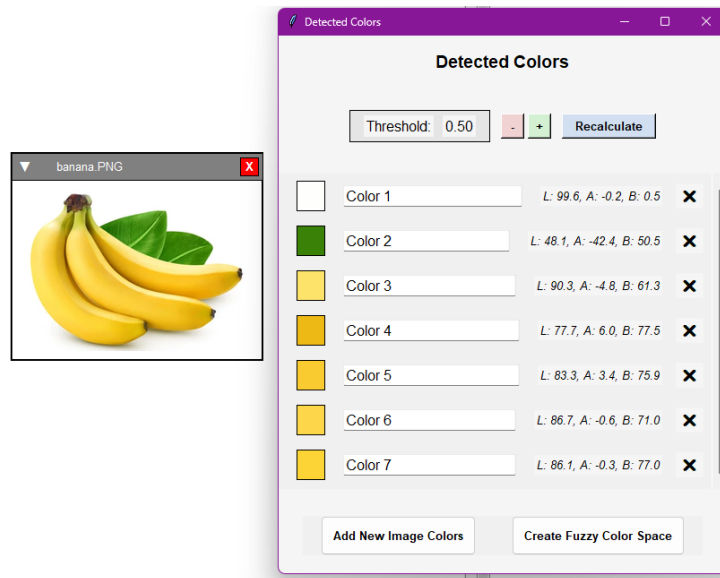 Detected Colors
Detected Colors
Threshold: 0.50 - + Recalculate
banana.PNG X
Color 1 L: 99.6, A: -0.2, B: 0.5
Color 2 L: 48.1, A: -42.4, B: 50.5
Color 3 L: 90.3, A: -4.8, B: 61.3
Color 4 L: 77.7, A: 6.0, B: 77.5
Color 5 L: 83.3, A: 3.4, B: 75.9
Color 6 L: 86.7, A: -0.6, B: 71.0
Color 7 L: 86.1, A: -0.3, B: 77.0
Add New Image Colors Create Fuzzy Color Space